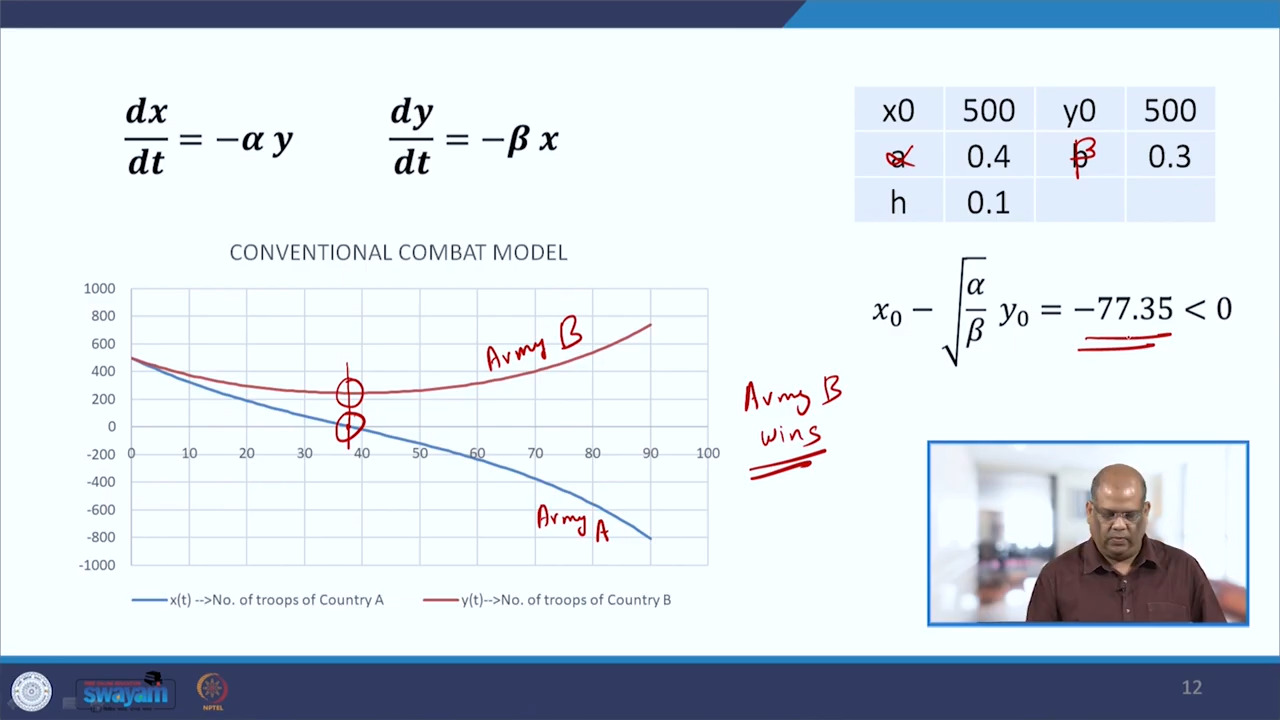 dx/dt = −α y
dy/dt = −β x
x0 500 y0 500
α 0.4 β 0.3
h 0.1
CONVENTIONAL COMBAT MODEL
x₀ − √(α/β) y₀ = −77.35 < 0
1000
800
600
400
200
0
-200
-400
-600
-800
-1000
0 10 20 30 40 50 60 70 80 90 100
Army B
Army A
Army B
wins
x(t) -->No. of troops of Country A
y(t)-->No. of troops of Country B
swayam
NPTEL
12